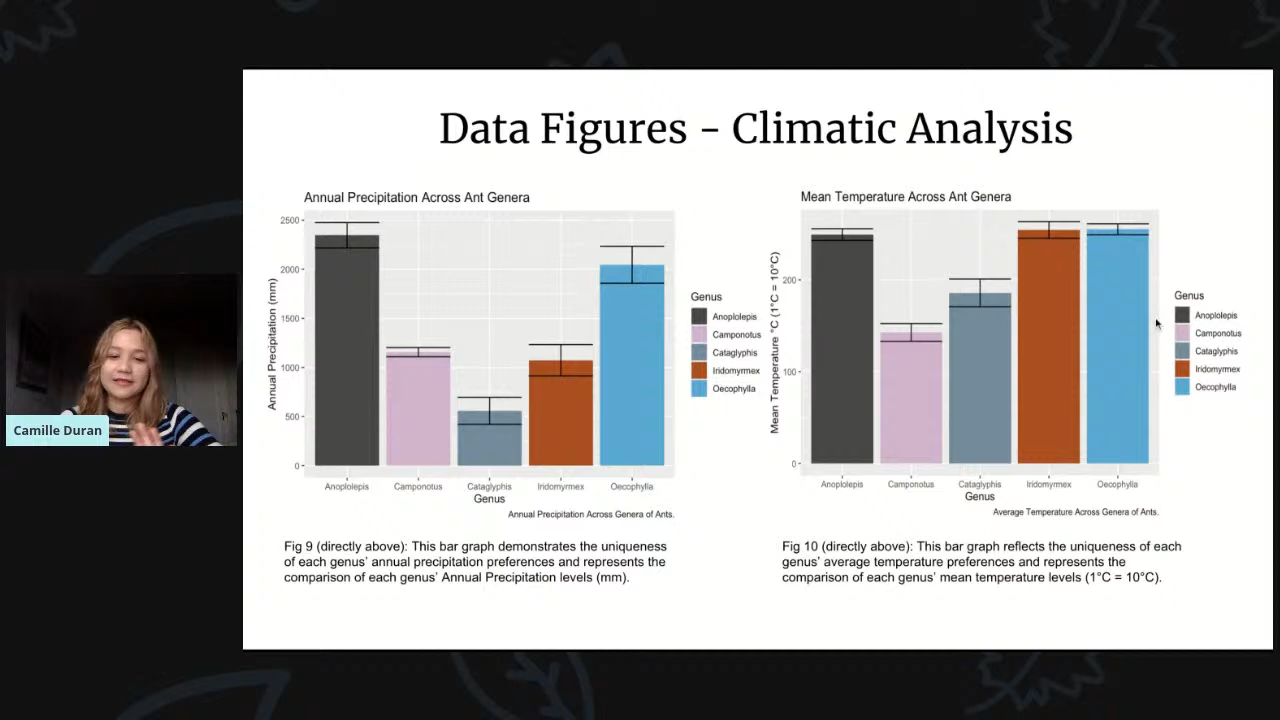 Data Figures - Climatic Analysis
Annual Precipitation Across Ant Genera
2500
2000
1500
1000
500
0
Annual Precipitation (mm)
Anoplolepis
Camponotus
Cataglyphis
Iridomyrmex
Oecophylla
Genus
Annual Precipitation Across Genera of Ants.
Genus
Anoplolepis
Camponotus
Cataglyphis
Iridomyrmex
Oecophylla
Fig 9 (directly above): This bar graph demonstrates the uniqueness
of each genus' annual precipitation preferences and represents the
comparison of each genus' Annual Precipitation levels (mm).
Mean Temperature Across Ant Genera
200
100
0
Mean Temperature °C (1°C = 10°C)
Anoplolepis
Camponotus
Cataglyphis
Iridomyrmex
Oecophylla
Genus
Average Temperature Across Genera of Ants.
Genus
Anoplolepis
Camponotus
Cataglyphis
Iridomyrmex
Oecophylla
Fig 10 (directly above): This bar graph reflects the uniqueness of each
genus' average temperature preferences and represents the
comparison of each genus' mean temperature levels (1°C = 10°C).
Camille Duran